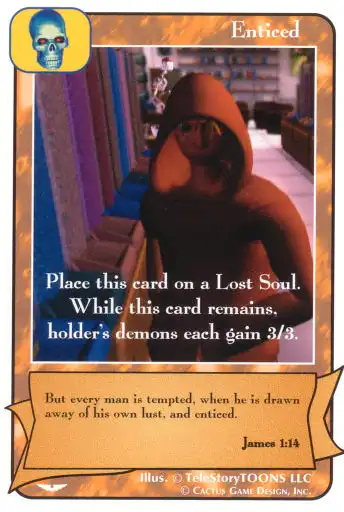 Enticed
Place this card on a Lost Soul.
While this card remains,
holder's demons each gain 3/3.
But every man is tempted, when he is drawn
away of his own lust, and enticed.
James 1:14
Illus. © TeleStoryTOONS LLC
© Cactus Game Design, Inc.